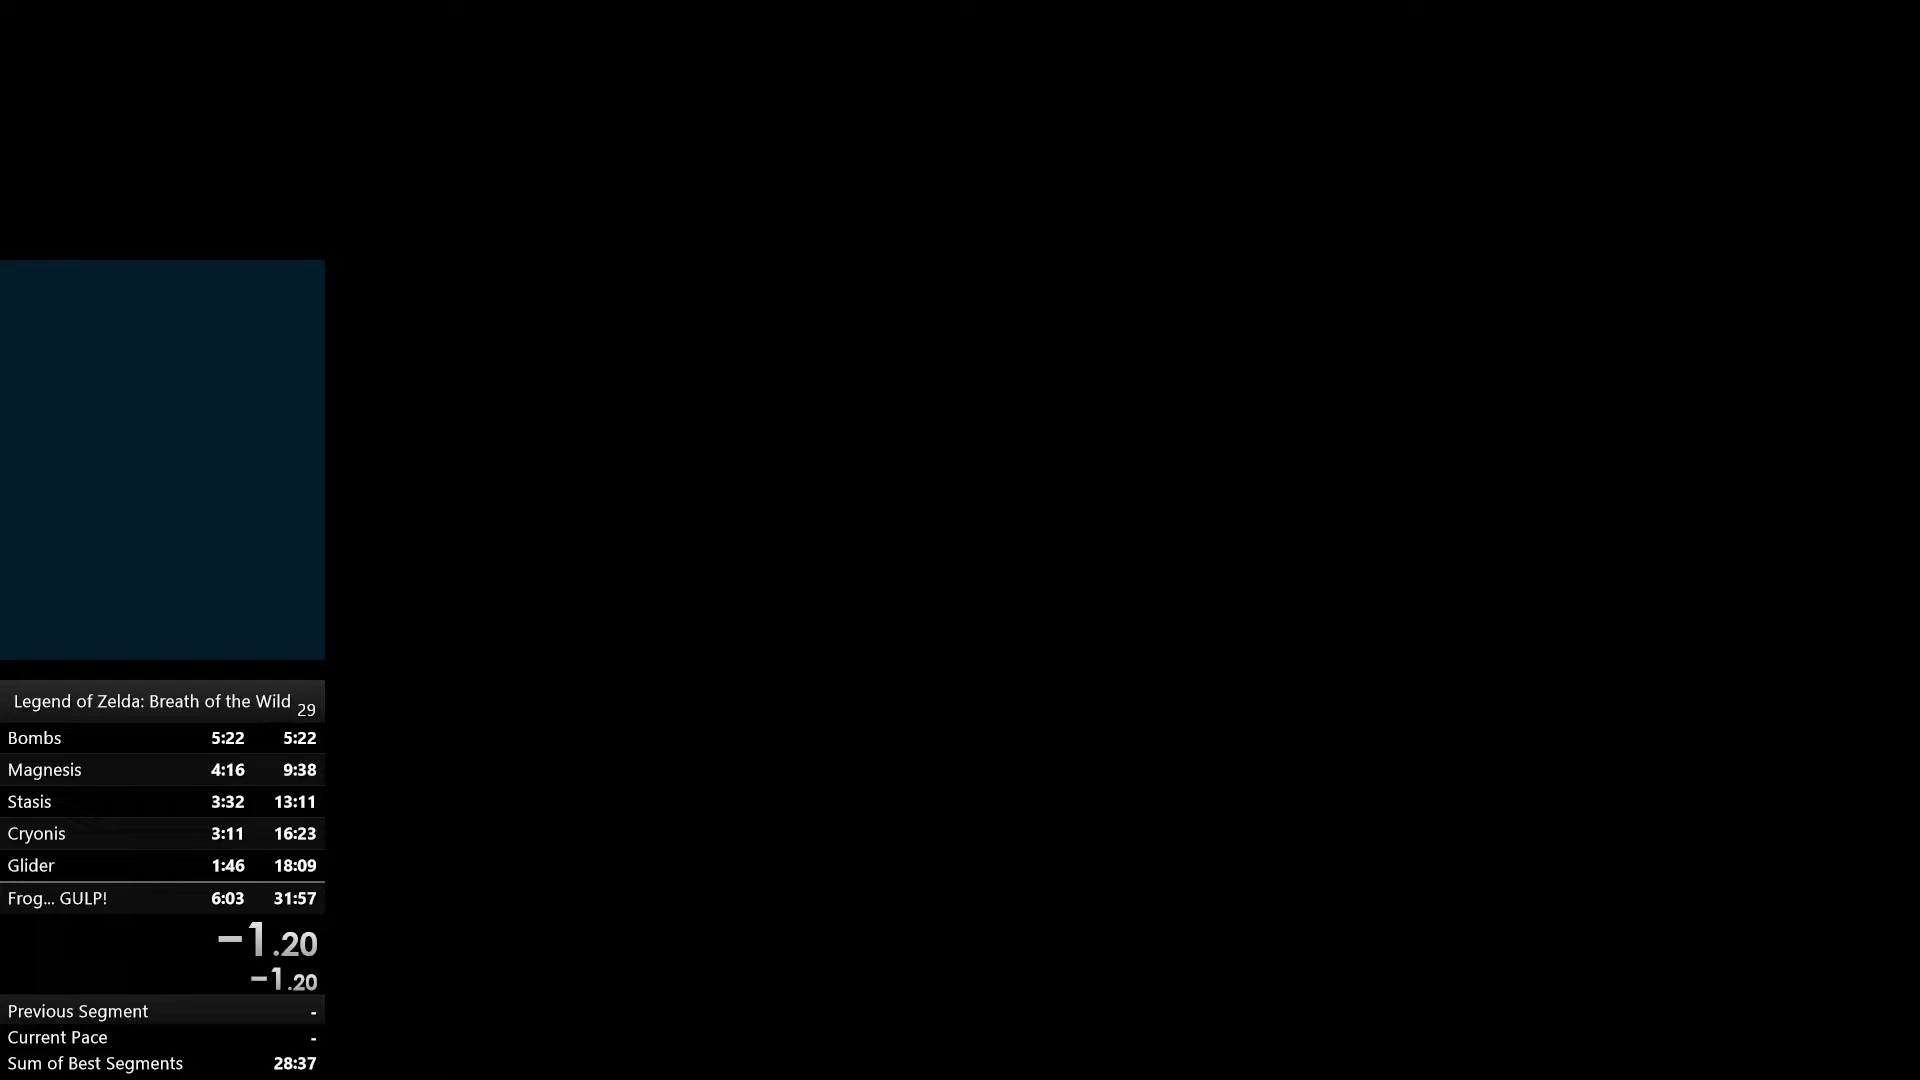 Legend of Zelda: Breath of the Wild 29
Bombs 5:22 5:22
Magnesis 4:16 9:38
Stasis 3:32 13:11
Cryonis 3:11 16:23
Glider 1:46 18:09
Frog... GULP! 6:03 31:57
−1.20
−1.20
Previous Segment -
Current Pace -
Sum of Best Segments 28:37